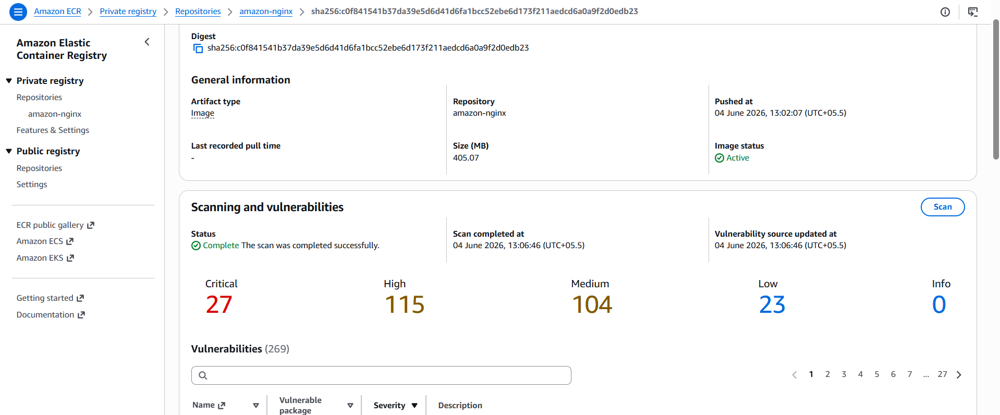 Amazon ECR > Private registry > Repositories > amazon-nginx > sha256:c0f841541b37da39e5d6d41d6fa1bcc52ebe6d173f211aedcd6a0a9f2d0edb23
Amazon Elastic
Container Registry
Private registry
Repositories
amazon-nginx
Features & Settings
Public registry
Repositories
Settings
ECR public gallery
Amazon ECS
Amazon EKS
Getting started
Documentation
Digest
sha256:c0f841541b37da39e5d6d41d6fa1bcc52ebe6d173f211aedcd6a0a9f2d0edb23
General information
Artifact type
Image
Repository
amazon-nginx
Pushed at
04 June 2026, 13:02:07 (UTC+05.5)
Last recorded pull time
-
Size (MB)
405.07
Image status
Active
Scanning and vulnerabilities
Scan
Status
Complete The scan was completed successfully.
Scan completed at
04 June 2026, 13:06:46 (UTC+05.5)
Vulnerability source updated at
04 June 2026, 13:06:46 (UTC+05.5)
Critical
27
High
115
Medium
104
Low
23
Info
0
Vulnerabilities (269)
1 2 3 4 5 6 7 ... 27
Name
Vulnerable
package
Severity
Description